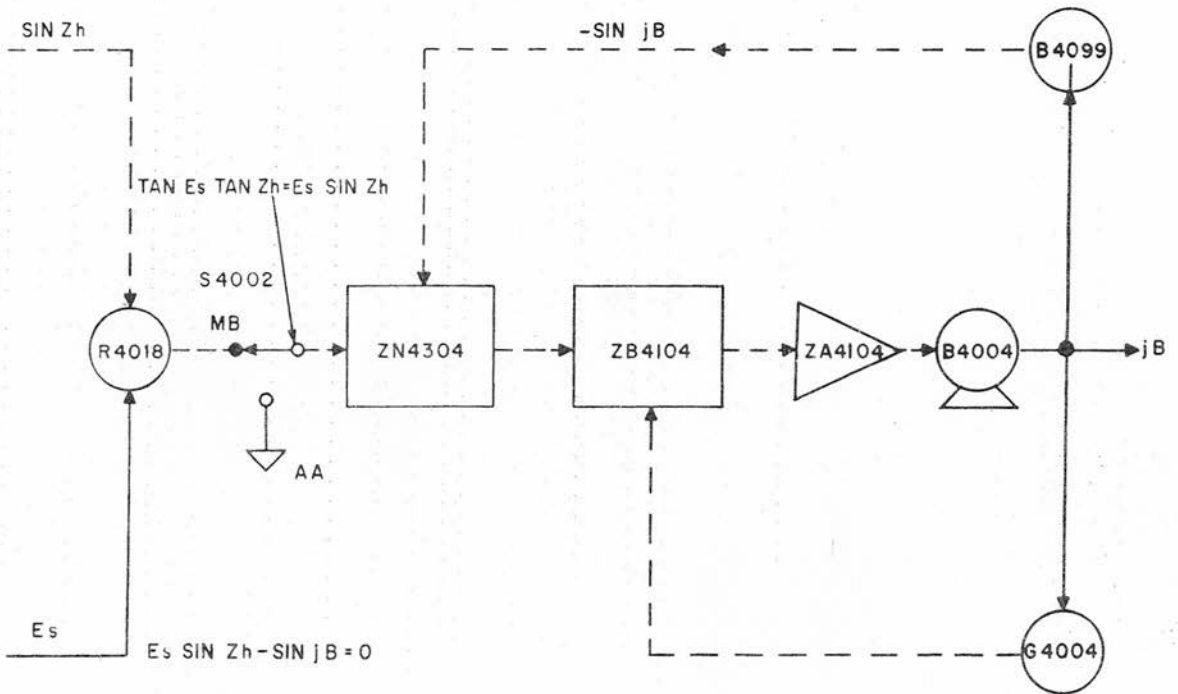 SIN Zh
-SIN jB
B4099
TAN Es TAN Zh=Es SIN Zh
S4002
MB
R4018
ZN4304
ZB4104
ZA4104
B4004
jB
AA
Es
Es SIN Zh-SIN jB=0
G4004